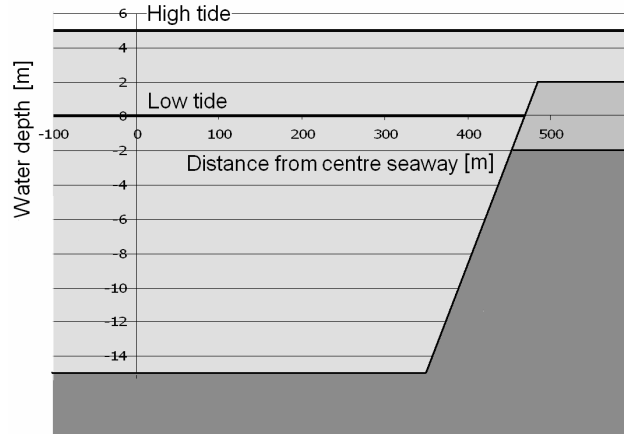 6
High tide
4
2
Low tide
0
-100 0 100 200 300 400 500
-2
Distance from centre seaway [m]
-4
-6
-8
-10
-12
-14
Water depth [m]